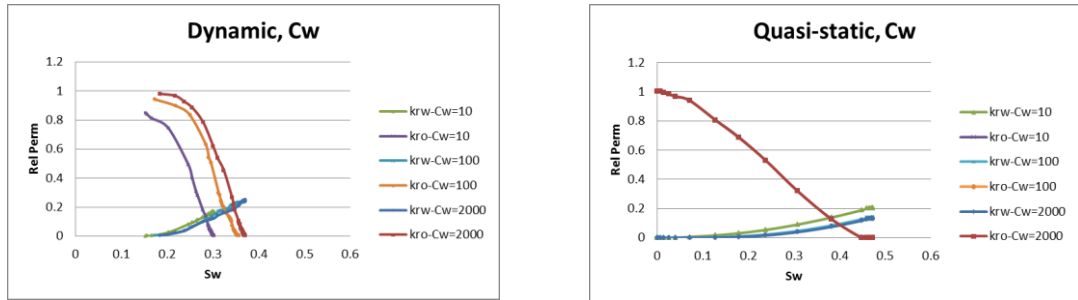 Dynamic, Cw
1.2
1
0.8
0.6
0.4
0.2
0
Rel Perm
0 0.1 0.2 0.3 0.4 0.5 0.6
Sw
krw-Cw=10
kro-Cw=10
krw-Cw=100
kro-Cw=100
krw-Cw=2000
kro-Cw=2000
Quasi-static, Cw
1.2
1
0.8
0.6
0.4
0.2
0
Rel Perm
0 0.1 0.2 0.3 0.4 0.5 0.6
Sw
krw-Cw=10
kro-Cw=10
krw-Cw=100
kro-Cw=100
krw-Cw=2000
kro-Cw=2000